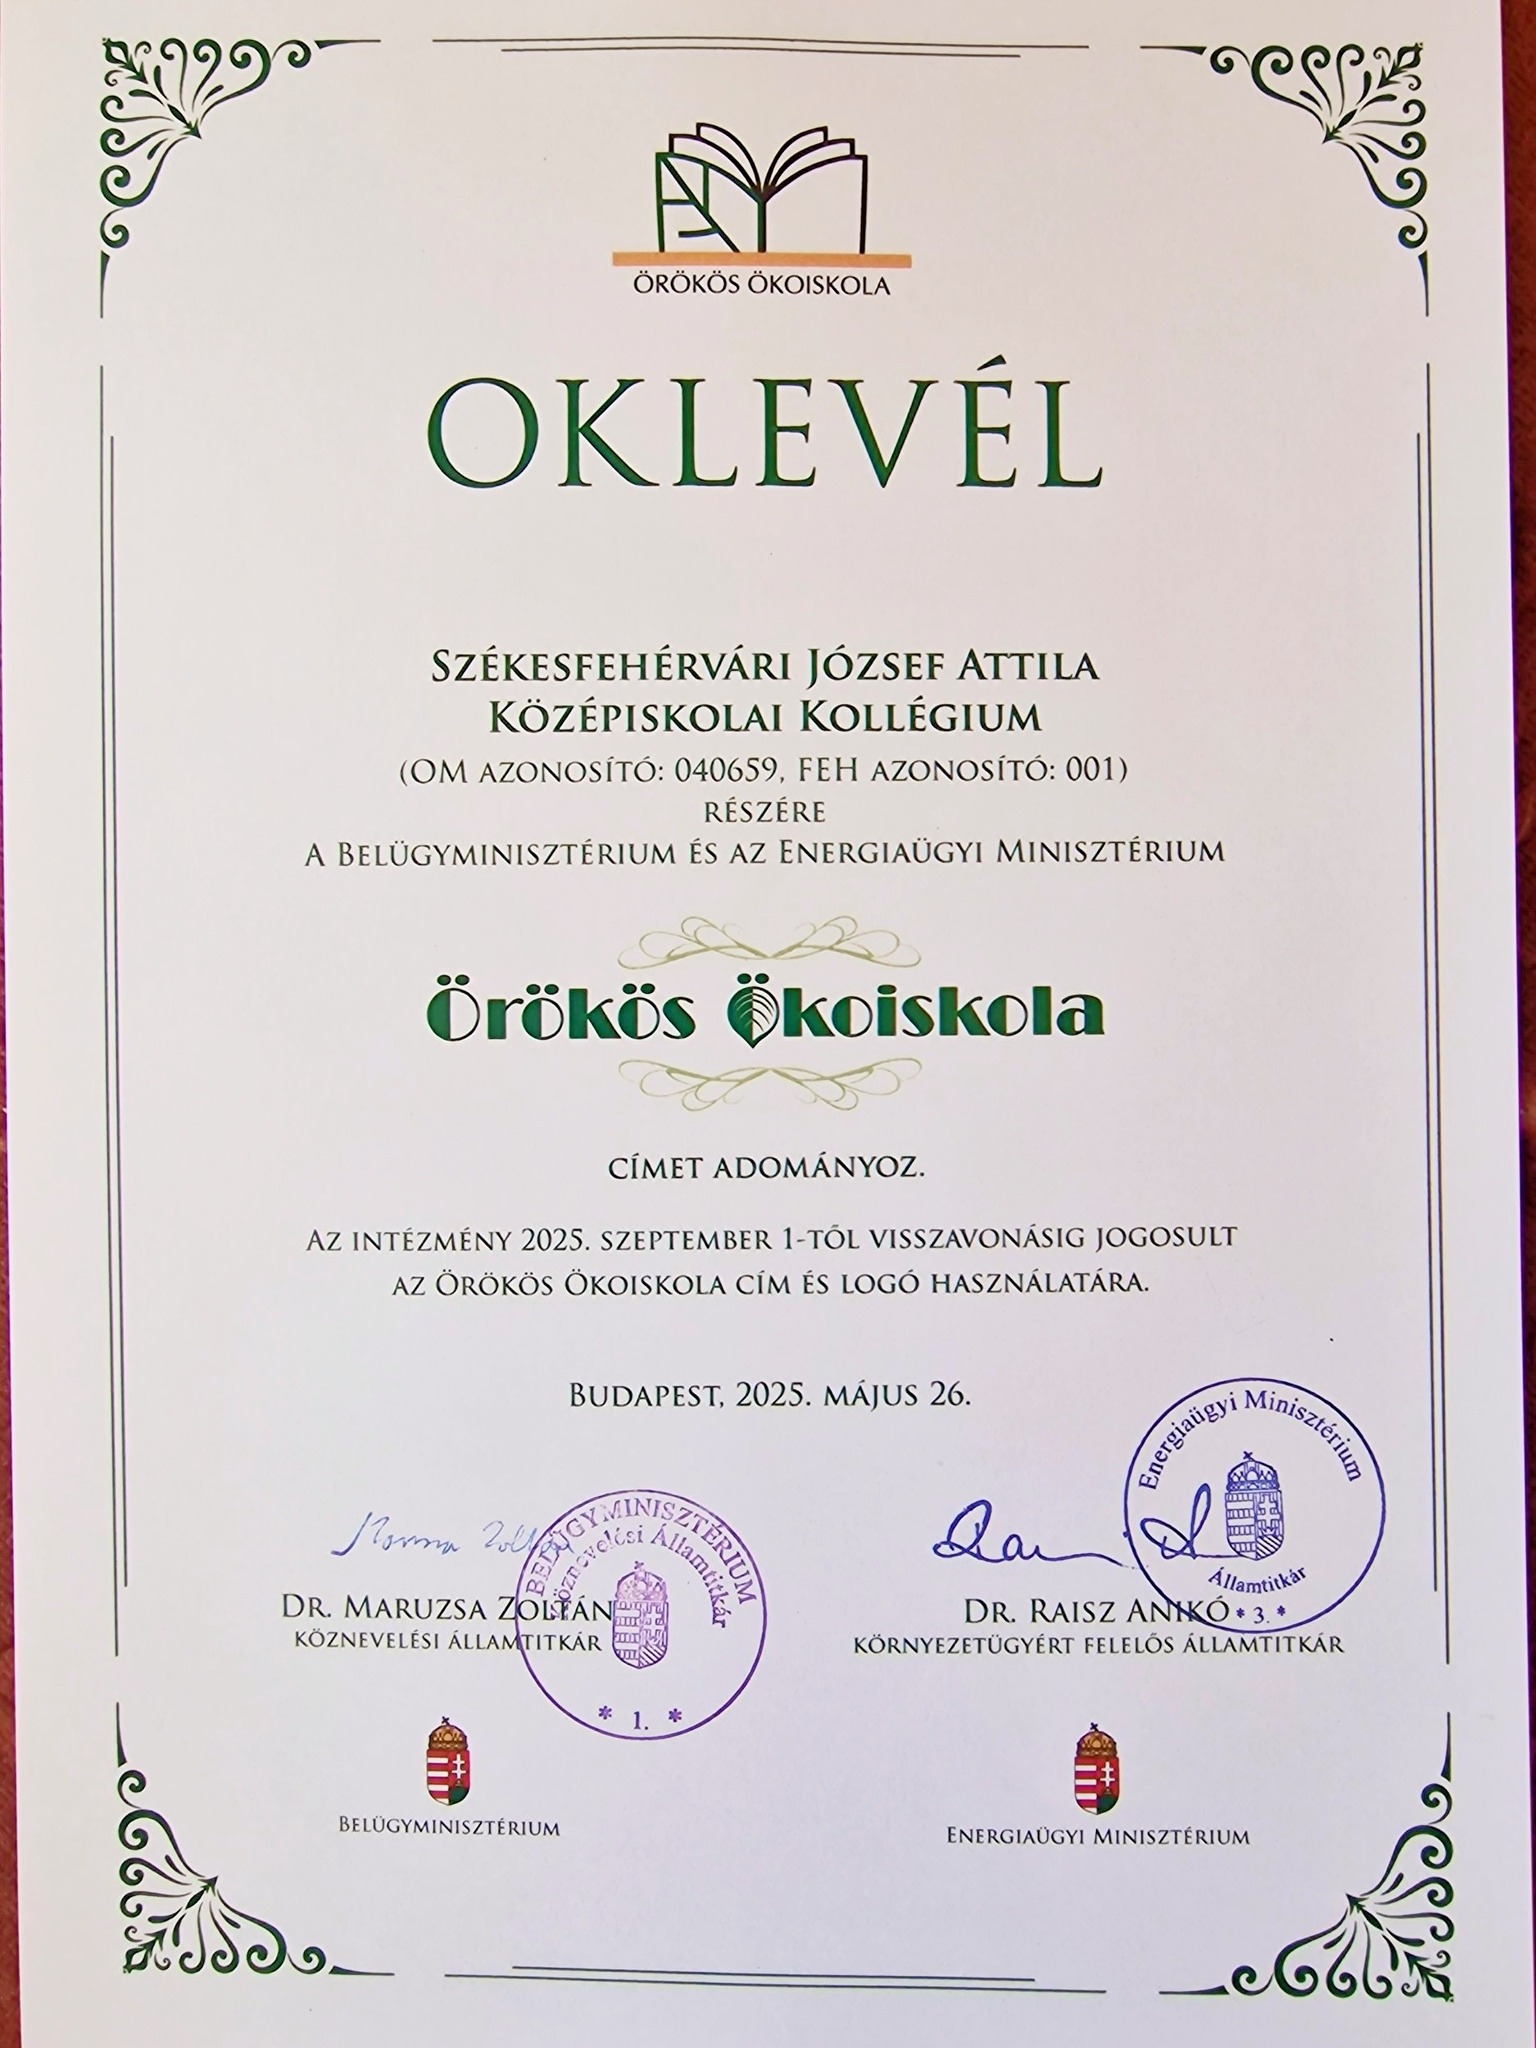 ÖRÖKÖS ÖKOISKOLA
OKLEVÉL
SZÉKESFEHÉRVÁRI JÓZSEF ATTILA
KÖZÉPISKOLAI KOLLÉGIUM
(OM AZONOSÍTÓ: 040659, FEH AZONOSÍTÓ: 001)
RÉSZÉRE
A BELÜGYMINISZTÉRIUM ÉS AZ ENERGIAÜGYI MINISZTÉRIUM
Örökös Ökoiskola
CÍMET ADOMÁNYOZ.
AZ INTÉZMÉNY 2025. SZEPTEMBER 1-TŐL VISSZAVONÁSIG JOGOSULT
AZ ÖRÖKÖS ÖKOISKOLA CÍM ÉS LOGÓ HASZNÁLATÁRA.
BUDAPEST, 2025. MÁJUS 26.
BELÜGYMINISZTÉRIUM
Köznevelési Államtitkár
* 1. *
Energiaügyi Minisztérium
Államtitkár
* 3. *
DR. MARUZSA ZOLTÁN
KÖZNEVELÉSI ÁLLAMTITKÁR
DR. RAISZ ANIKÓ
KÖRNYEZETÜGYÉRT FELELŐS ÁLLAMTITKÁR
BELÜGYMINISZTÉRIUM
ENERGIAÜGYI MINISZTÉRIUM